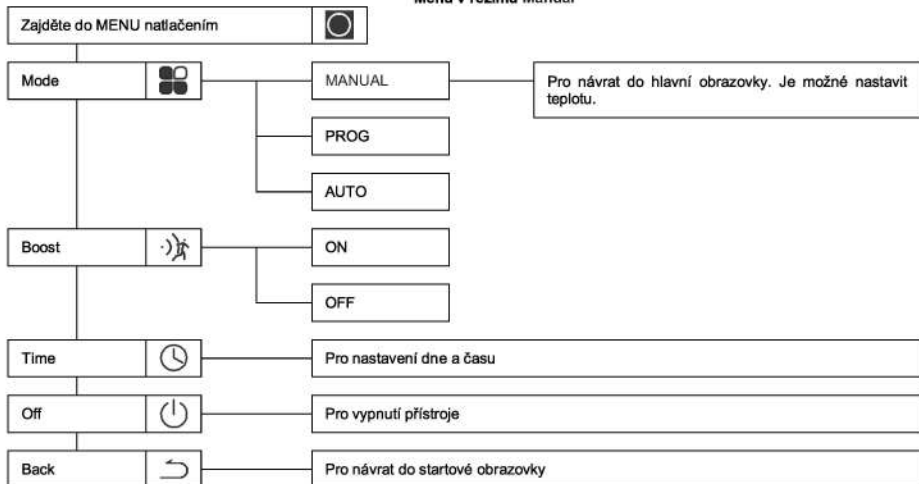 Menu v režimu Manual
Zajděte do MENU natlačením
Mode
MANUAL
Pro návrat do hlavní obrazovky. Je možné nastavit
teplotu.
PROG
AUTO
Boost
ON
OFF
Time
Pro nastavení dne a času
Off
Pro vypnutí přístroje
Back
Pro návrat do startové obrazovky